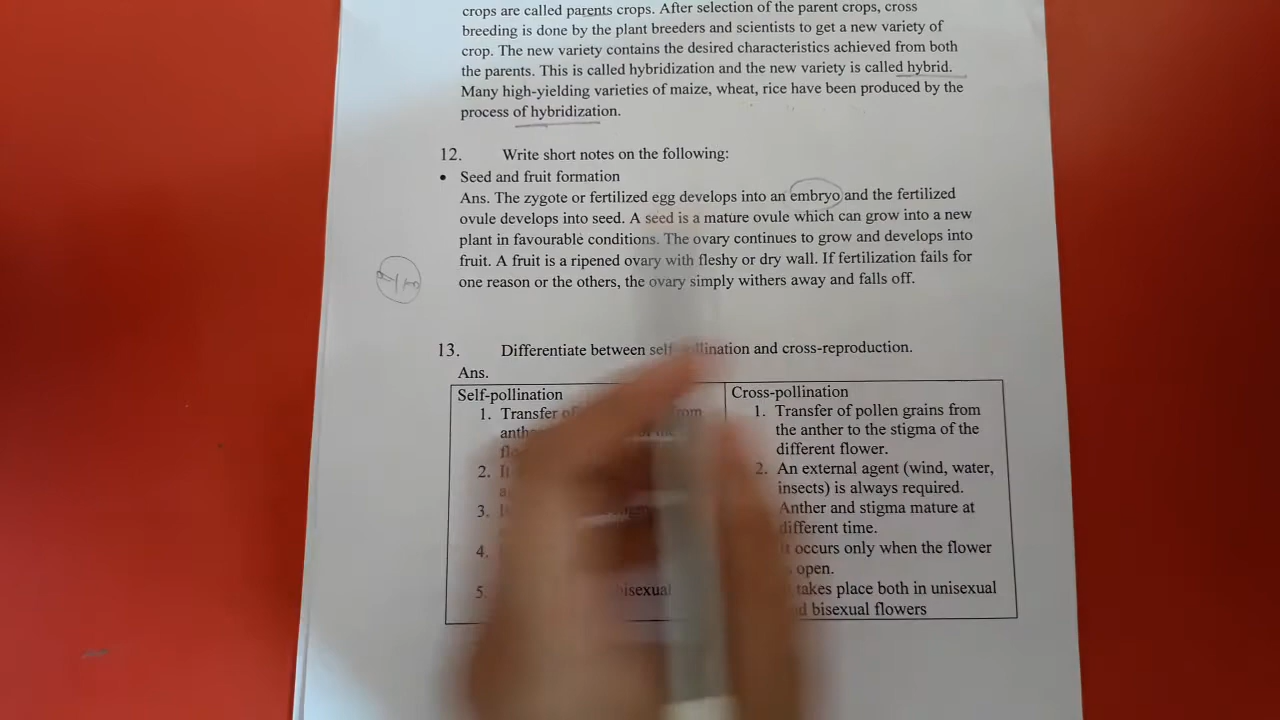 crops are called parents crops. After selection of the parent crops, cross
breeding is done by the plant breeders and scientists to get a new variety of
crop. The new variety contains the desired characteristics achieved from both
the parents. This is called hybridization and the new variety is called hybrid.
Many high-yielding varieties of maize, wheat, rice have been produced by the
process of hybridization.
12. Write short notes on the following:
• Seed and fruit formation
Ans. The zygote or fertilized egg develops into an embryo and the fertilized
ovule develops into seed. A seed is a mature ovule which can grow into a new
plant in favourable conditions. The ovary continues to grow and develops into
fruit. A fruit is a ripened ovary with fleshy or dry wall. If fertilization fails for
one reason or the others, the ovary simply withers away and falls off.
13. Differentiate between and cross-reproduction.
Ans.
Self-pollination
1. Transfer from
2.
3.
4.
5. bisexual
Cross-pollination
1. Transfer of pollen grains from
the anther to the stigma of the
different flower.
2. An external agent (wind, water,
insects) is always required.
Anther and stigma mature at
different time.
It occurs only when the flower
open.
takes place both in unisexual
bisexual flowers